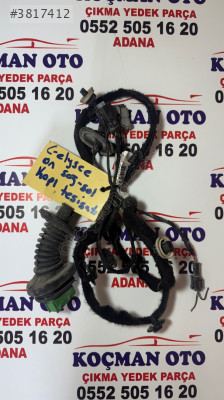 #3817412
KOÇMAN OTO
ÇIKMA YEDEK PARÇA
0552 505 16 20
ADANA
C-elysee
ön sağ-sol
kapı tesisatı
KOÇMAN OTO
ÇIKMA YEDEK PARÇA
0552 505 16 20